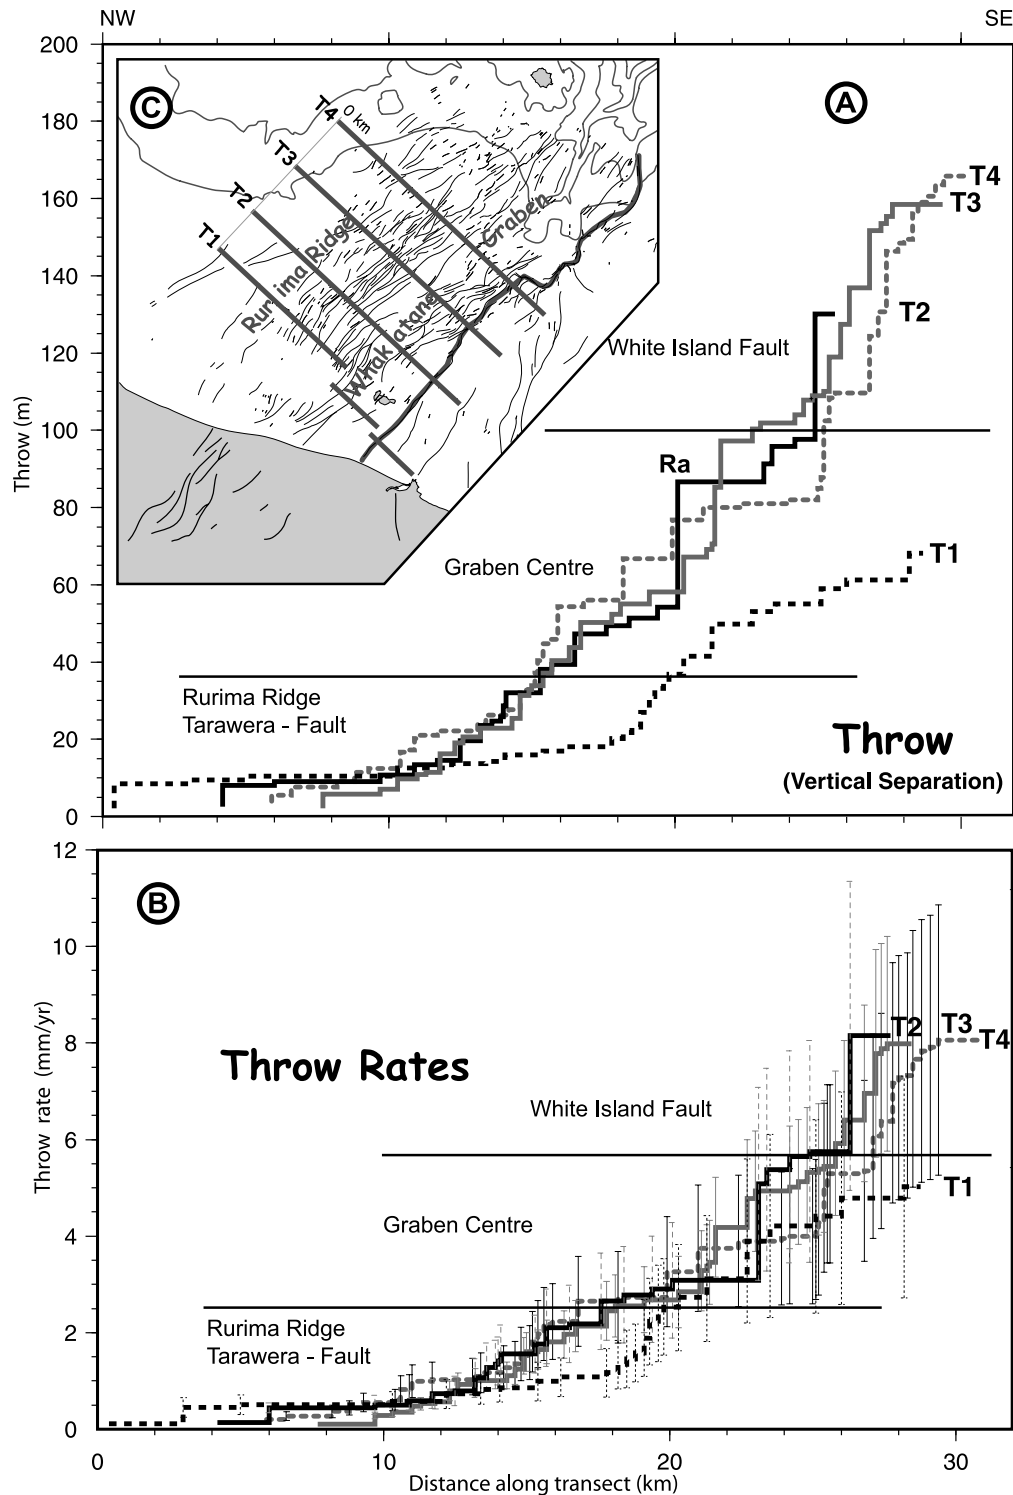 NW
SE
200
180
160
140
120
100
80
60
40
20
0
Throw (m)
C
A
T4
0 km
T3
T2
T1
Rurima Ridge
Graben
Whakatane
T4
T3
T2
White Island Fault
Ra
Graben Centre
T1
Rurima Ridge
Tarawera - Fault
Throw
(Vertical Separation)
12
10
8
6
4
2
0
Throw rate (mm/yr)
B
Throw Rates
T2
T3
T4
White Island Fault
T1
Graben Centre
Rurima Ridge
Tarawera - Fault
0
10
20
30
Distance along transect (km)